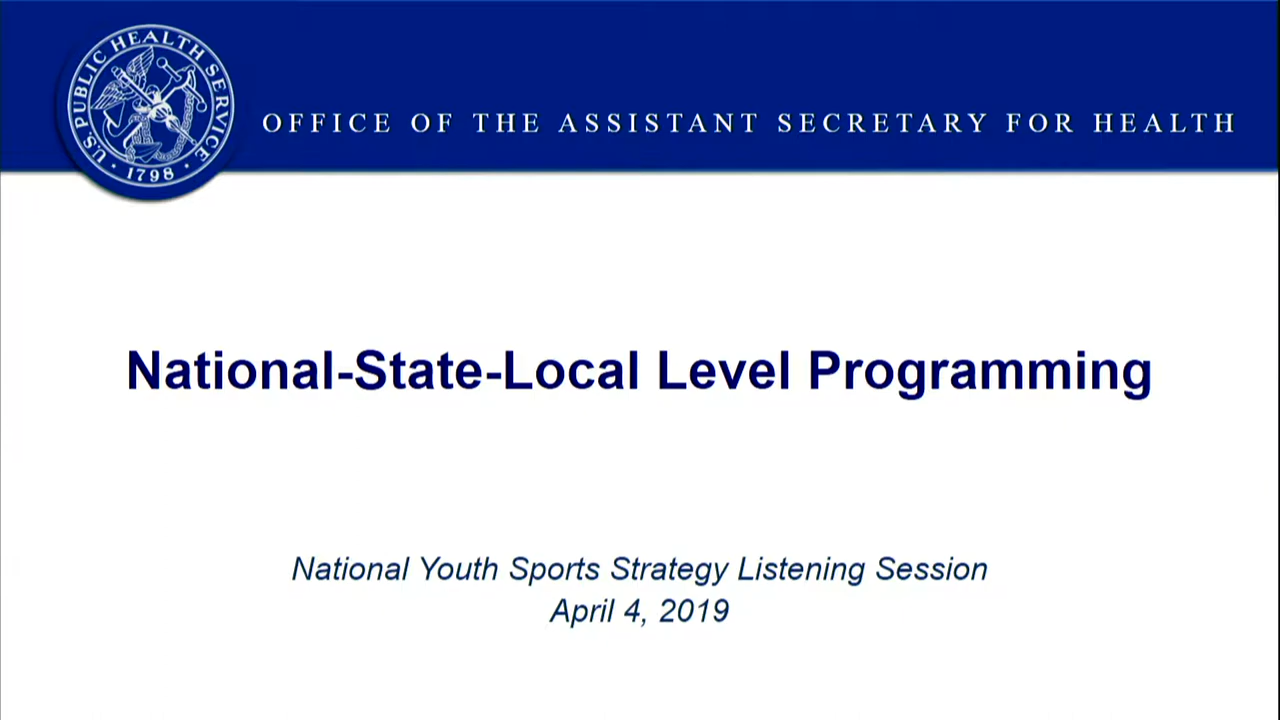 U.S. PUBLIC HEALTH SERVICE
· 1798 ·
OFFICE OF THE ASSISTANT SECRETARY FOR HEALTH
National-State-Local Level Programming
National Youth Sports Strategy Listening Session
April 4, 2019